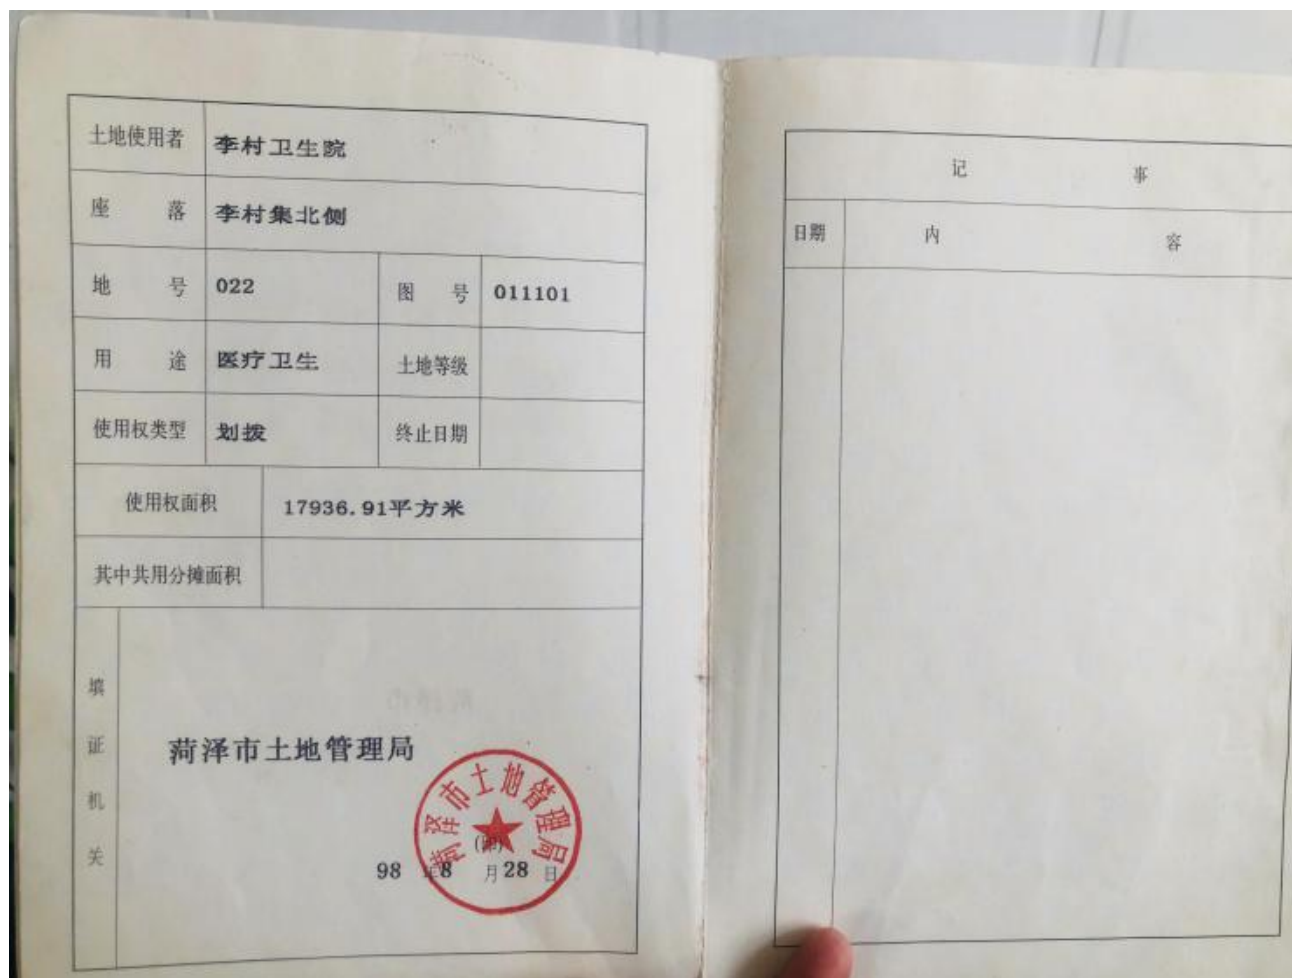 土地使用者 李村卫生院
座 落 李村集北侧
地 号 022 图 号 011101
用 途 医疗卫生 土地等级
使用权类型 划拨 终止日期
使用权面积 17936.91平方米
其中共用分摊面积
填证机关
菏泽市土地管理局
菏泽市土地管理局
(印)
98 年8 月28 日
记 事
日期 内 容